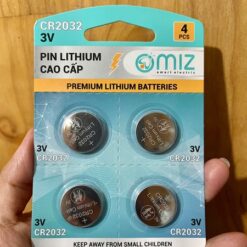 CR2032
3V
4
PCS
PIN LITHIUM
CAO CẤP
OMIZ
smart electric
PREMIUM LITHIUM BATTERIES
3V
CR2032
3V
CR2032
3V
CR2032
3V
CR2032
KEEP AWAY FROM SMALL CHILDREN